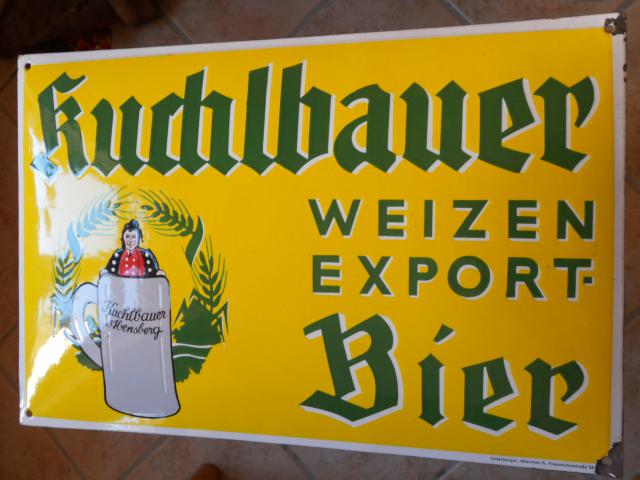 Kuchlbauer
WEIZEN
EXPORT-
Bier
Kuchlbauer
Abensberg